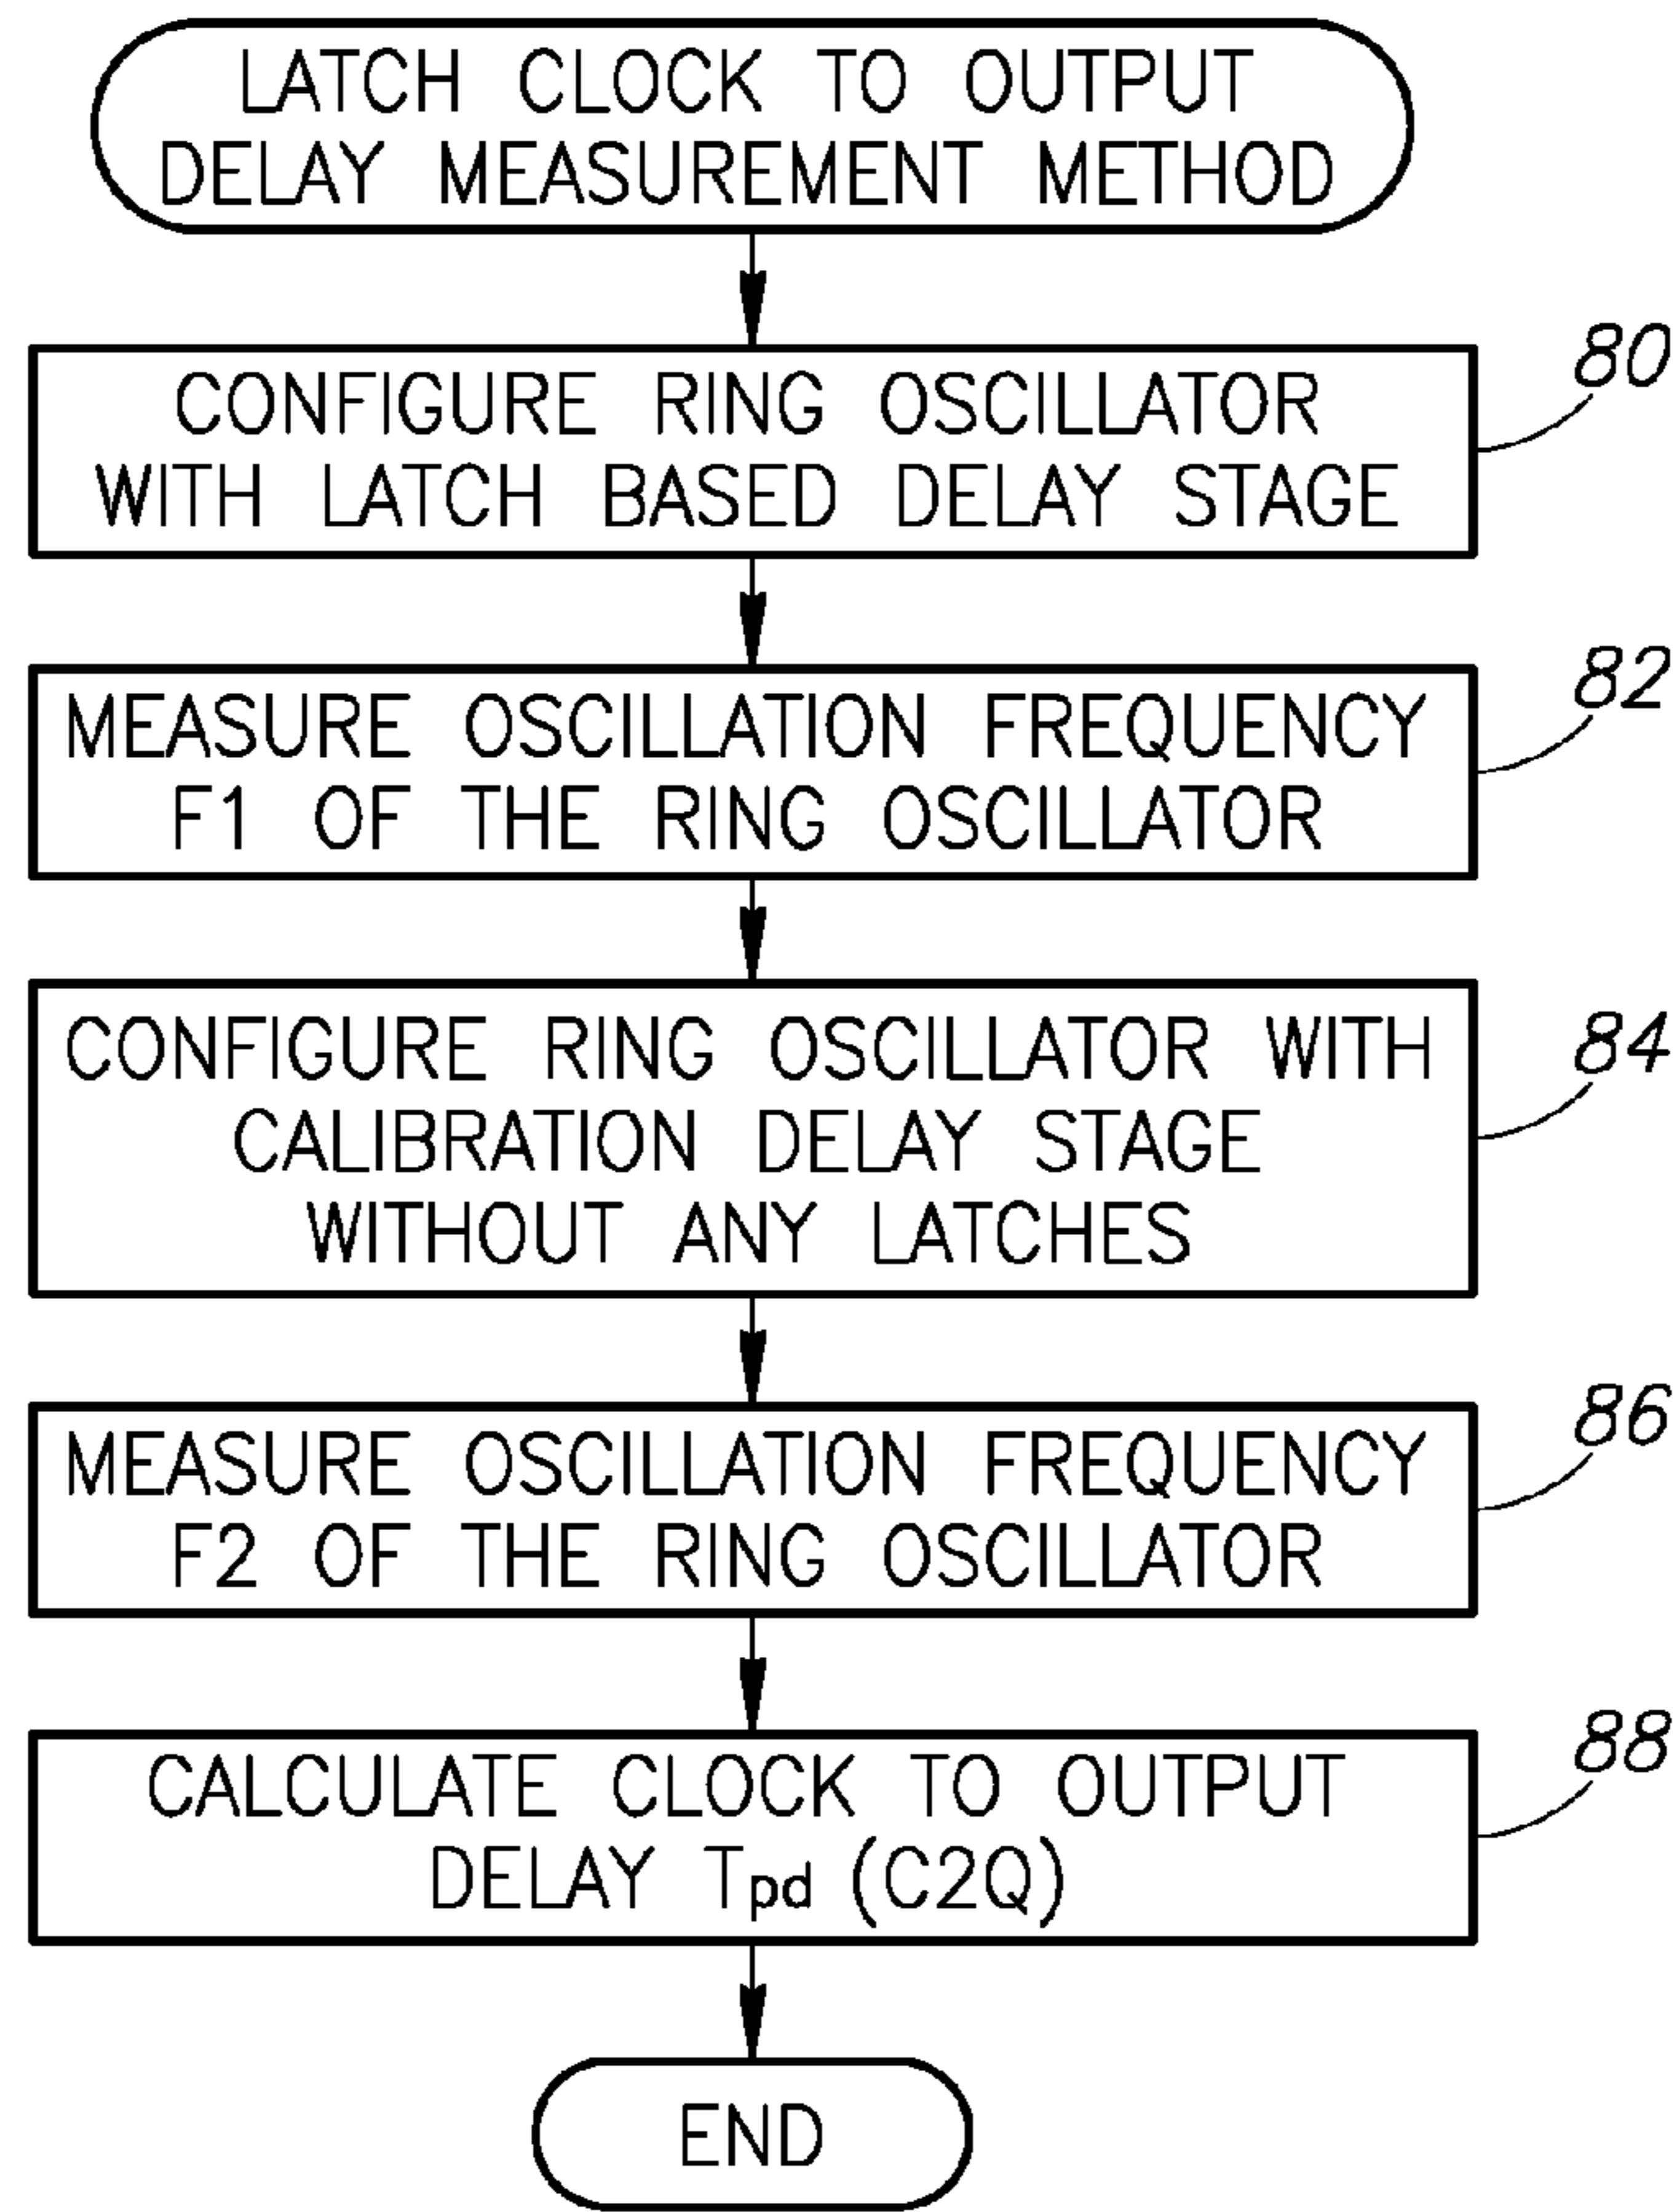 LATCH CLOCK TO OUTPUT
DELAY MEASUREMENT METHOD
80
CONFIGURE RING OSCILLATOR
WITH LATCH BASED DELAY STAGE
82
MEASURE OSCILLATION FREQUENCY
F1 OF THE RING OSCILLATOR
84
CONFIGURE RING OSCILLATOR WITH
CALIBRATION DELAY STAGE
WITHOUT ANY LATCHES
86
MEASURE OSCILLATION FREQUENCY
F2 OF THE RING OSCILLATOR
88
CALCULATE CLOCK TO OUTPUT
DELAY Tpd (C2Q)
END